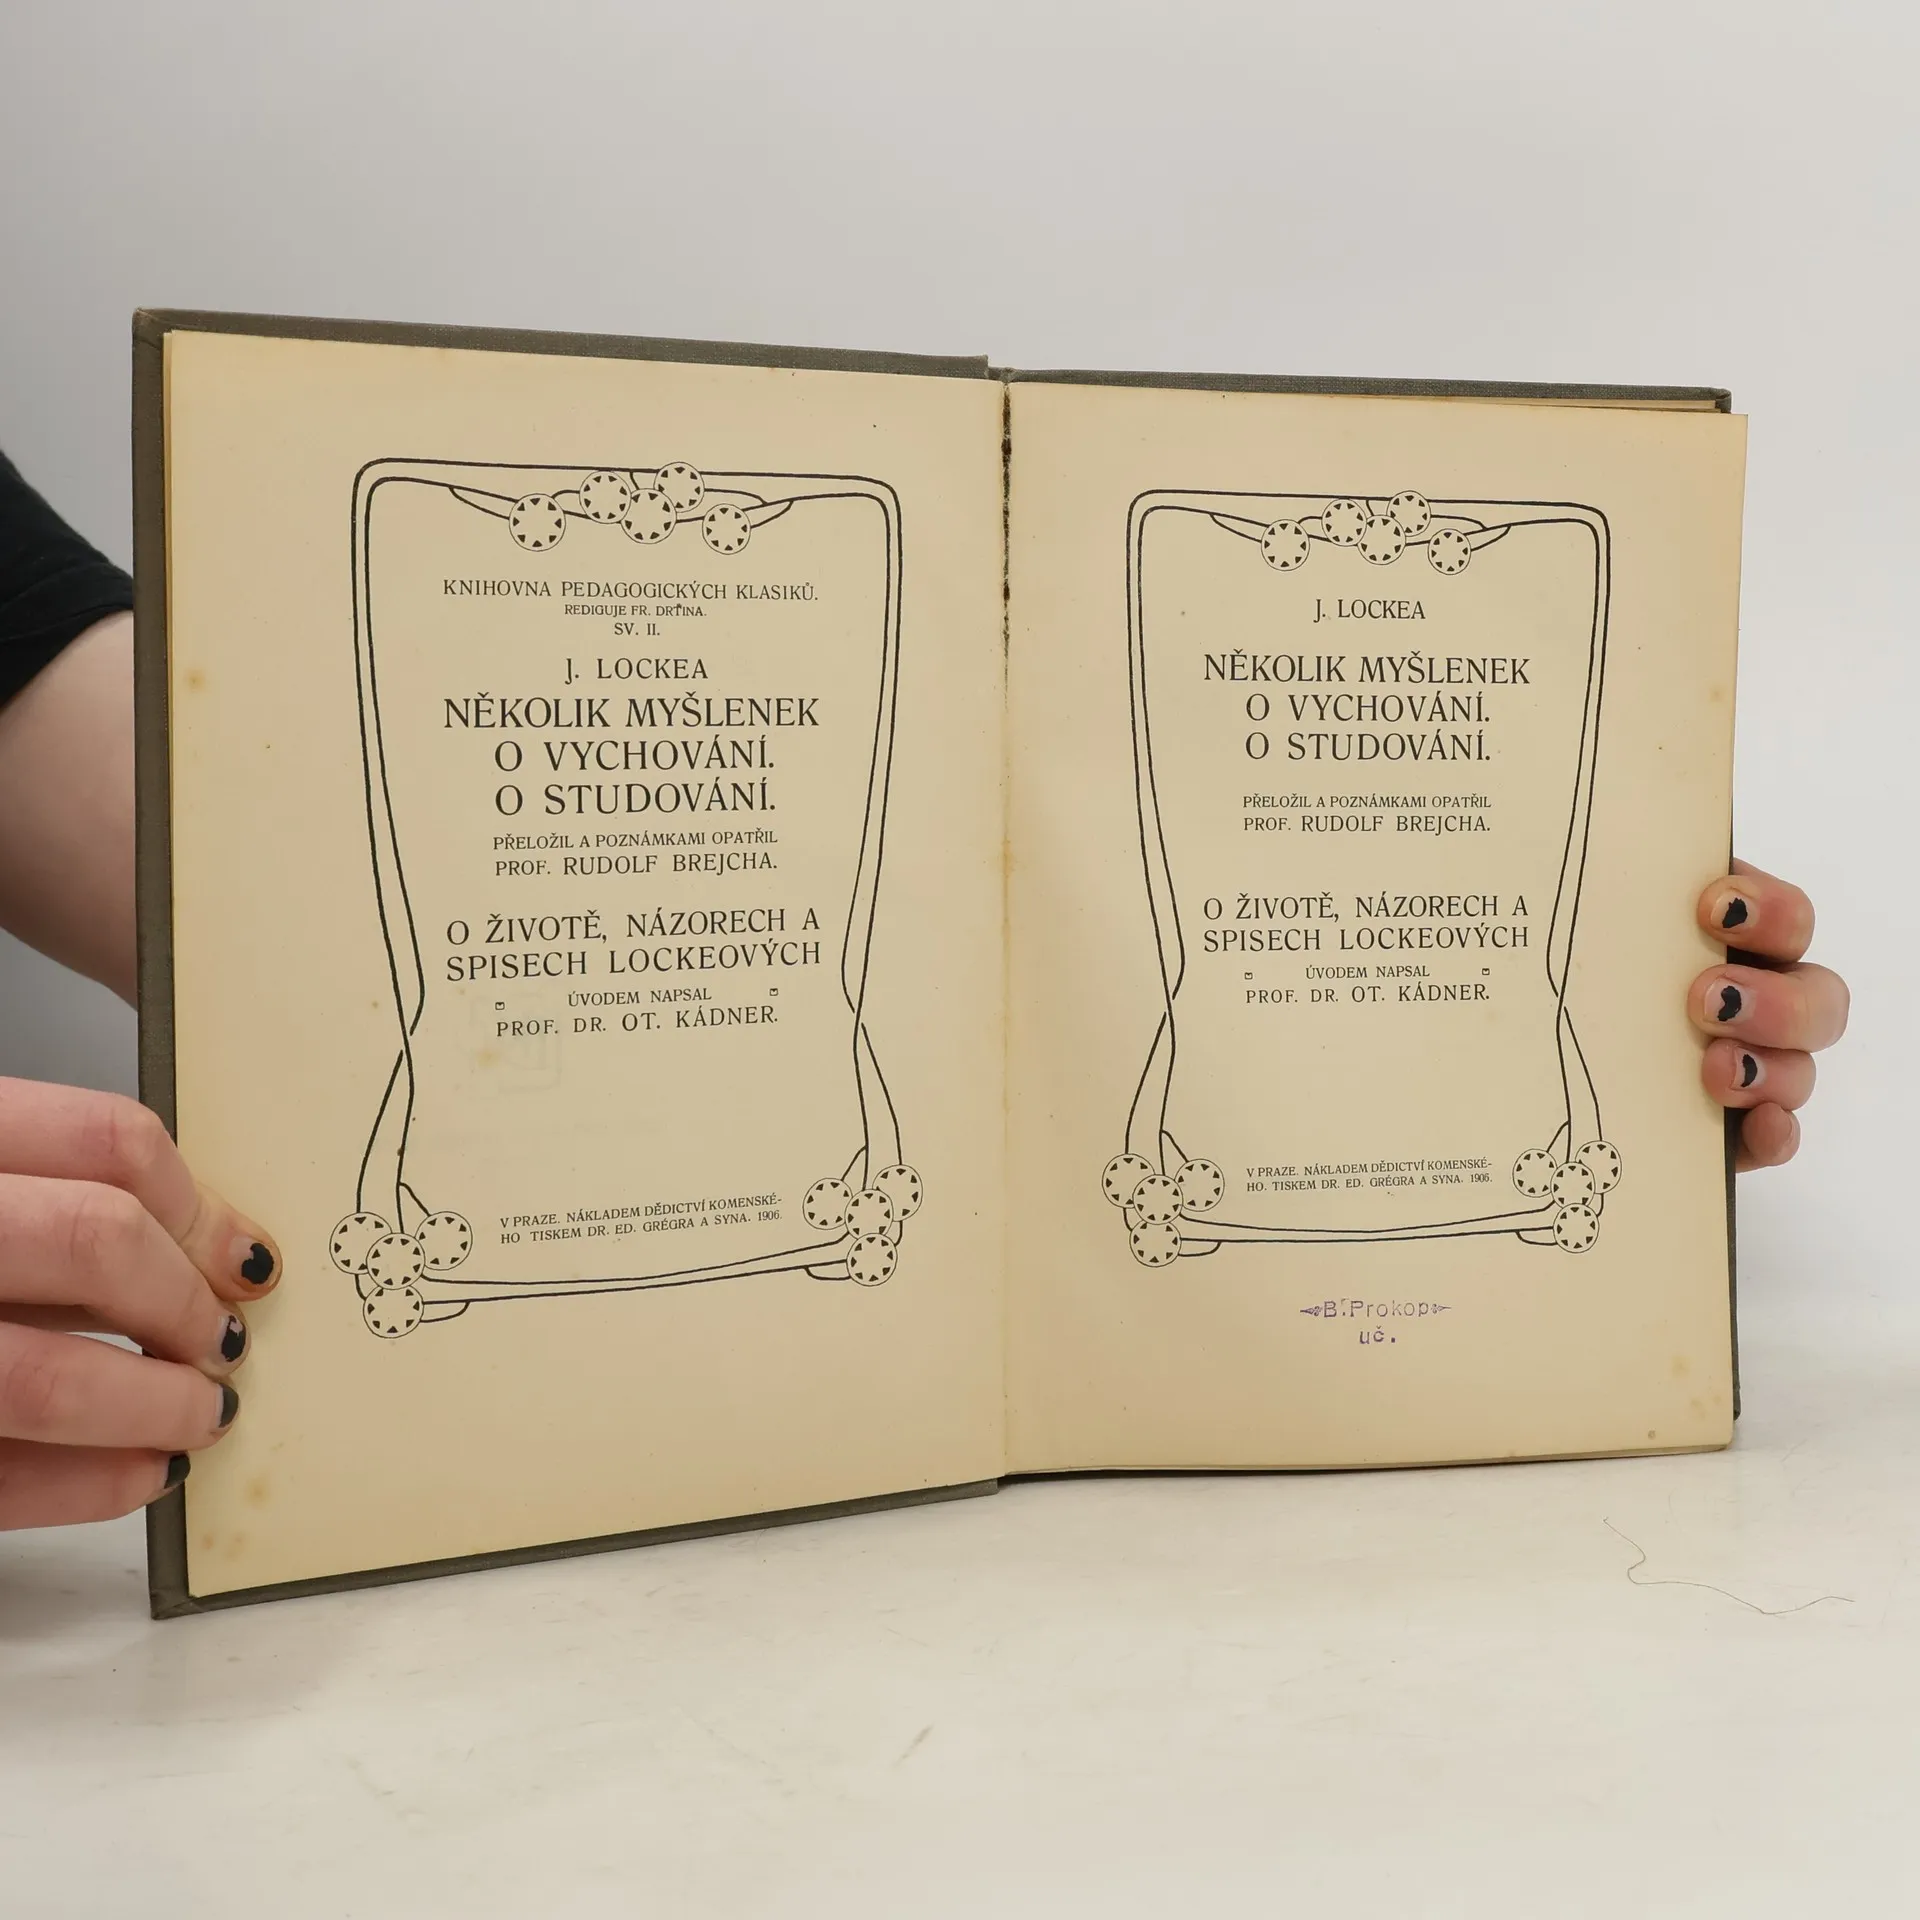 KNIHOVNA PEDAGOGICKÝCH KLASIKŮ.
REDIGUJE FR. DRTINA.
SV. II.
J. LOCKEA
NĚKOLIK MYŠLENEK
O VYCHOVÁNÍ.
O STUDOVÁNÍ.
PŘELOŽIL A POZNÁMKAMI OPATŘIL
PROF. RUDOLF BREJCHA.
O ŽIVOTĚ, NÁZORECH A
SPISECH LOCKEOVÝCH
ÚVODEM NAPSAL
PROF. DR. OT. KÁDNER.
V PRAZE. NÁKLADEM DĚDICTVÍ KOMENSKÉ-
HO TISKEM DR. ED. GRÉGRA A SYNA. 1906.
J. LOCKEA
NĚKOLIK MYŠLENEK
O VYCHOVÁNÍ.
O STUDOVÁNÍ.
PŘELOŽIL A POZNÁMKAMI OPATŘIL
PROF. RUDOLF BREJCHA.
O ŽIVOTĚ, NÁZORECH A
SPISECH LOCKEOVÝCH
ÚVODEM NAPSAL
PROF. DR. OT. KÁDNER.
V PRAZE. NÁKLADEM DĚDICTVÍ KOMENSKÉ-
HO. TISKEM DR. ED. GRÉGRA A SYNA. 1906.
B. Prokop
uč.